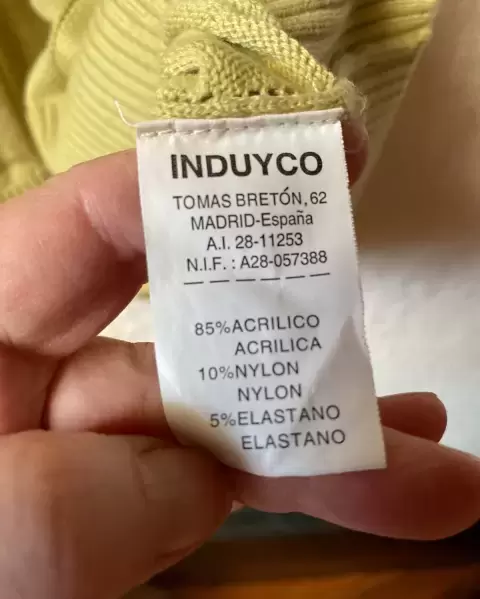 INDUYCO
TOMAS BRETÓN, 62
MADRID-España
A.I. 28-11253
N.I.F. : A28-057388
85%ACRILICO
ACRILICA
10%NYLON
NYLON
5%ELASTANO
ELASTANO